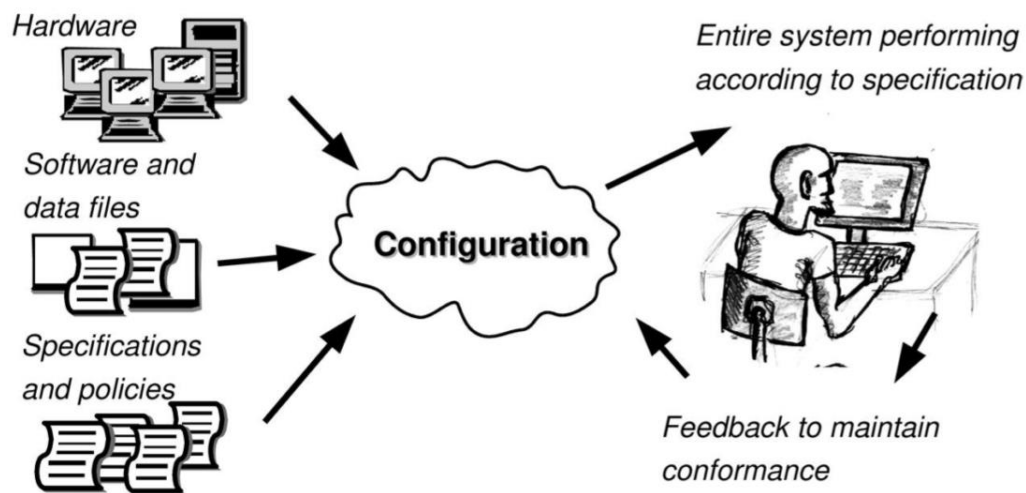 Hardware
Software and
data files
Specifications
and policies
Configuration
Entire system performing
according to specification
Feedback to maintain
conformance